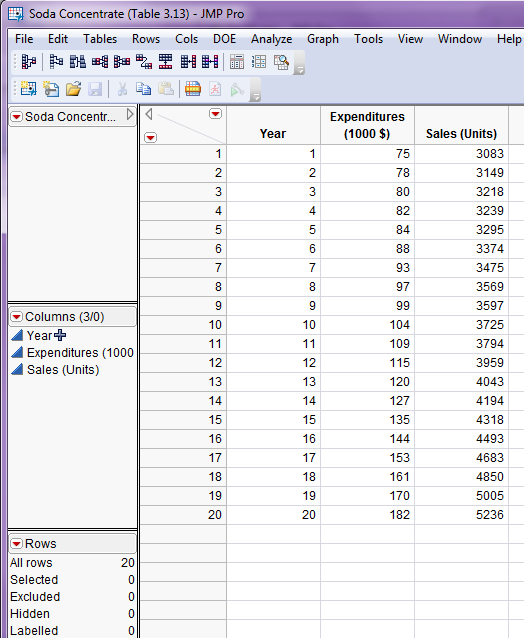 Soda Concentrate (Table 3.13) - JMP Pro
File Edit Tables Rows Cols DOE Analyze Graph Tools View Window Help
Soda Concentr...
Year Expenditures (1000 $) Sales (Units)
1 1 75 3083
2 2 78 3149
3 3 80 3218
4 4 82 3239
5 5 84 3295
6 6 88 3374
7 7 93 3475
8 8 97 3569
9 9 99 3597
10 10 104 3725
11 11 109 3794
12 12 115 3959
13 13 120 4043
14 14 127 4194
15 15 135 4318
16 16 144 4493
17 17 153 4683
18 18 161 4850
19 19 170 5005
20 20 182 5236
Columns (3/0)
Year
Expenditures (1000
Sales (Units)
Rows
All rows 20
Selected 0
Excluded 0
Hidden 0
Labelled 0